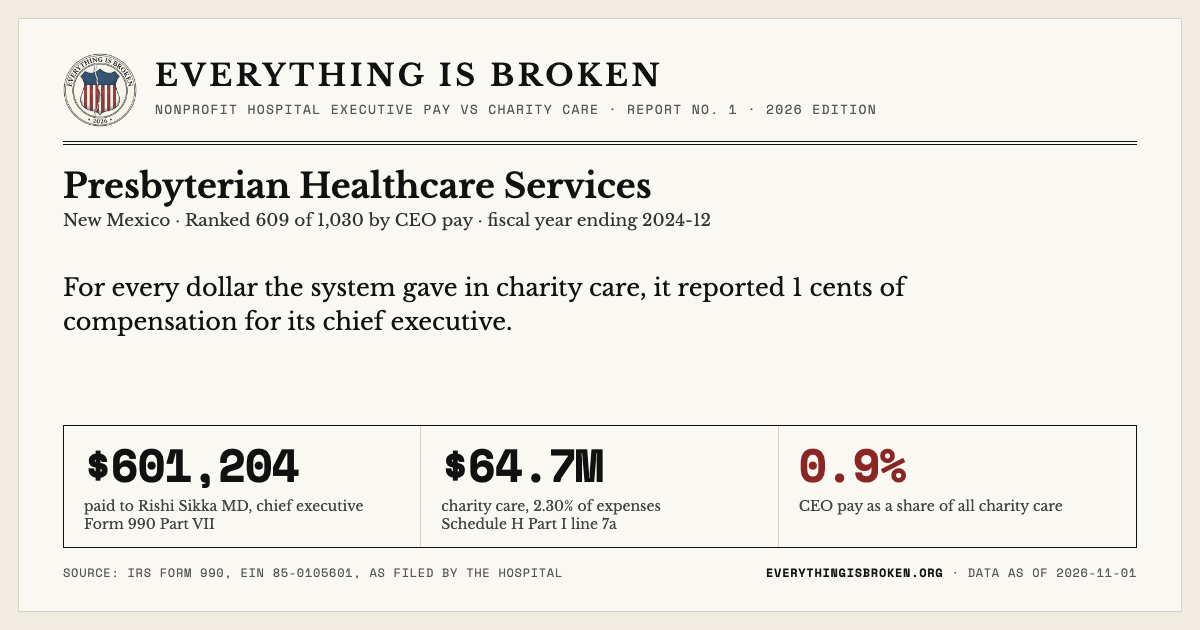 EVERYTHING IS BROKEN
· 2026 ·
EVERYTHING IS BROKEN
NONPROFIT HOSPITAL EXECUTIVE PAY VS CHARITY CARE · REPORT NO. 1 · 2026 EDITION
Presbyterian Healthcare Services
New Mexico · Ranked 609 of 1,030 by CEO pay · fiscal year ending 2024-12
For every dollar the system gave in charity care, it reported 1 cents of
compensation for its chief executive.
$601,204
paid to Rishi Sikka MD, chief executive
Form 990 Part VII
$64.7M
charity care, 2.30% of expenses
Schedule H Part I line 7a
0.9%
CEO pay as a share of all charity care
SOURCE: IRS FORM 990, EIN 85-0105601, AS FILED BY THE HOSPITAL
EVERYTHINGISBROKEN.ORG · DATA AS OF 2026-11-01